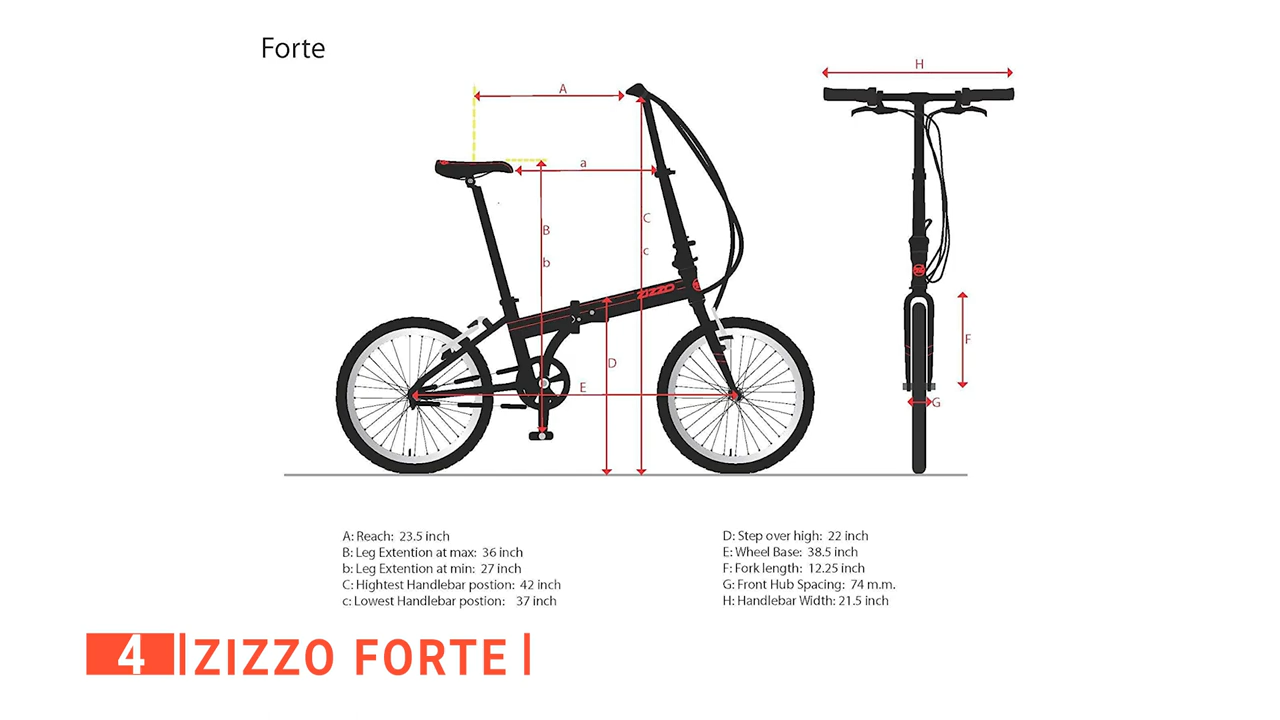 Forte
H
A
a
B
C
b
c
ZIZZO
D
E
F
G
A: Reach: 23.5 inch
B: Leg Extention at max: 36 inch
b: Leg Extention at min: 27 inch
C: Hightest Handlebar postion: 42 inch
c: Lowest Handlebar postion: 37 inch
D: Step over high: 22 inch
E: Wheel Base: 38.5 inch
F: Fork length: 12.25 inch
G: Front Hub Spacing: 74 m.m.
H: Handlebar Width: 21.5 inch
4 ZIZZO FORTE